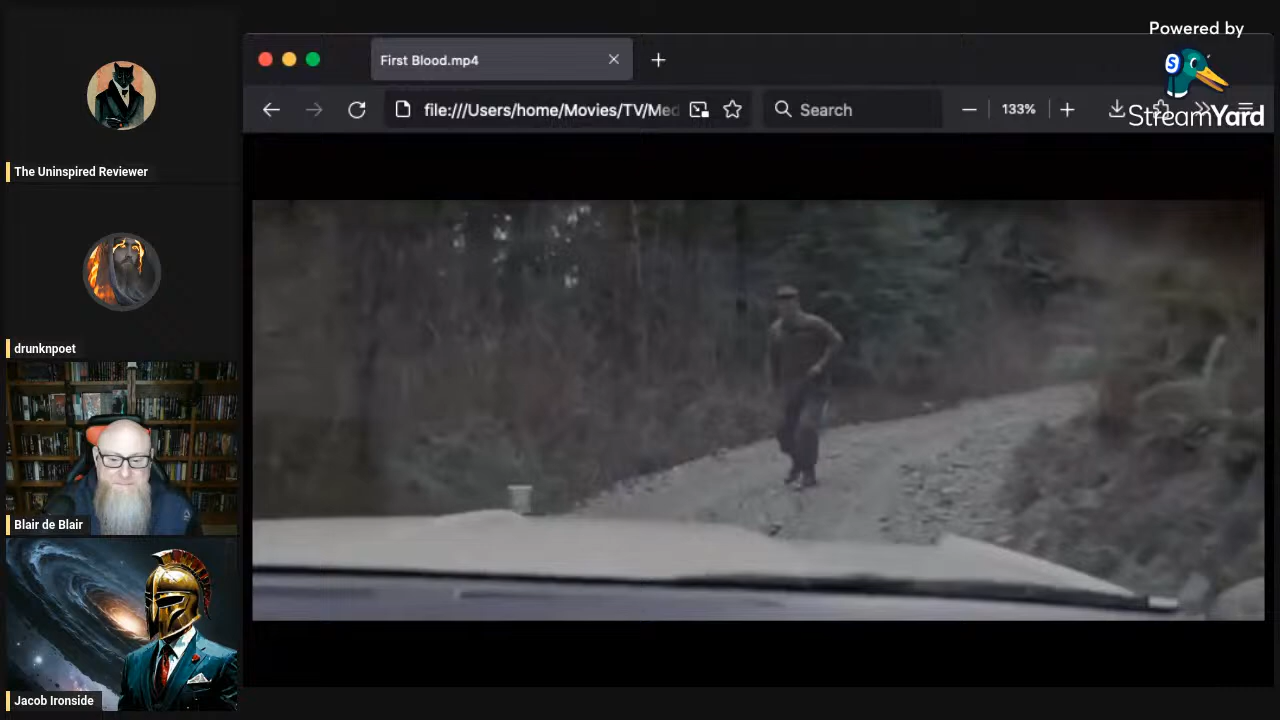 Powered by
StreamYard
First Blood.mp4
file:///Users/home/Movies/TV/Med
Search
133%
The Uninspired Reviewer
drunknpoet
Blair de Blair
Jacob Ironside